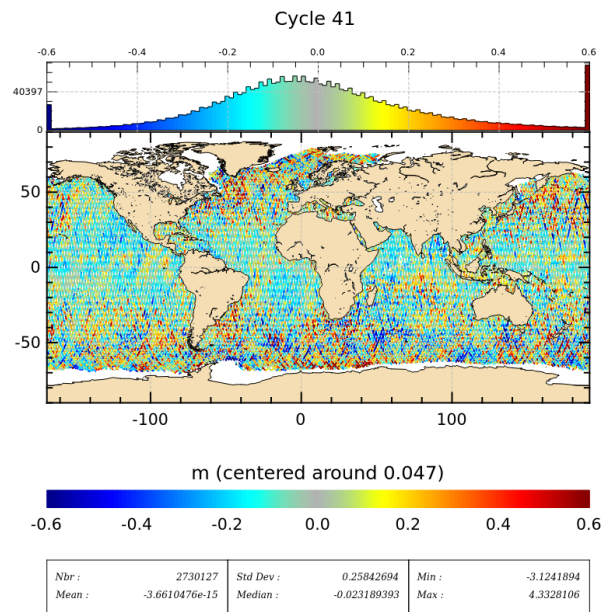 Cycle 41
-0.6 -0.4 -0.2 0.0 0.2 0.4 0.6
40397
0
50
0
-50
-100 0 100
m (centered around 0.047)
-0.6 -0.4 -0.2 0.0 0.2 0.4 0.6
Nbr : 2730127 Std Dev : 0.25842694 Min : -3.1241894
Mean : -3.6610476e-15 Median : -0.023189393 Max : 4.3328106